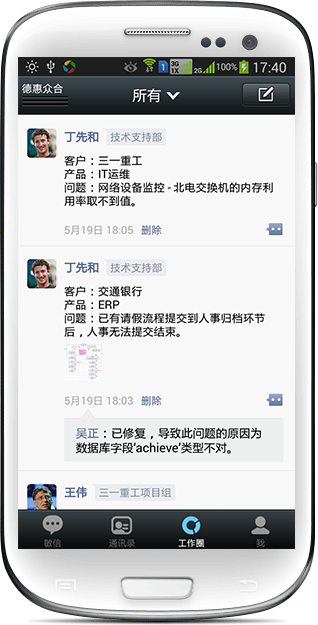 3G 1X 2G 100% 17:40
德惠众合 所有
丁先和 技术支持部
客户：三一重工
产品：IT运维
问题：网络设备监控 - 北电交换机的内存利
用率取不到值。
5月19日 18:05 删除
丁先和 技术支持部
客户：交通银行
产品：ERP
问题：已有请假流程提交到人事归档环节
后，人事无法提交结束。
5月19日 18:03 删除
吴正：已修复，导致此问题的原因为
数据库字段‘achieve’类型不对。
王伟 三一重工项目组
敏信 通讯录 工作圈 我